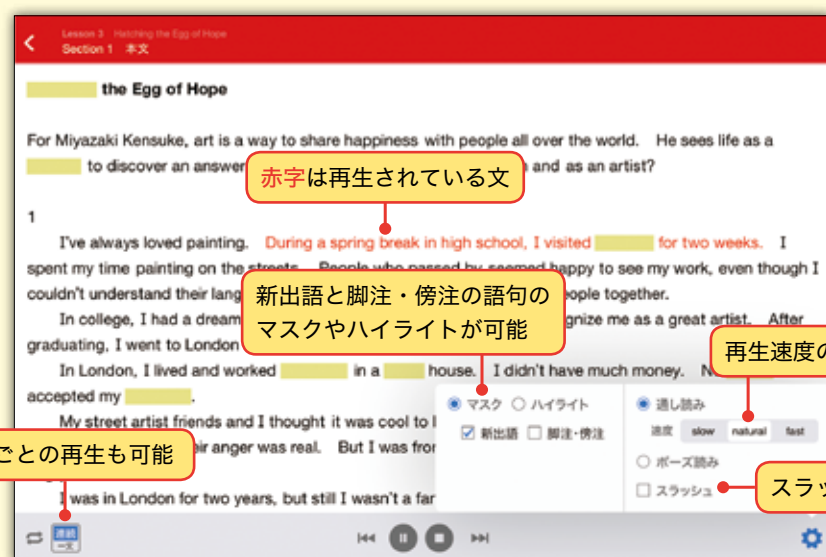 Lesson 3 Hatching the Egg of Hope
Section 1 本文
the Egg of Hope
For Miyazaki Kensuke, art is a way to share happiness with people all over the world. He sees life as a
to discover an answer
and as an artist?
赤字は再生されている文
1
I've always loved painting. During a spring break in high school, I visited for two weeks. I
spent my time painting on the streets. People who passed by seemed happy to see my work, even though I
couldn't understand their lang
eople together.
新出語と脚注・傍注の語句の
マスクやハイライトが可能
In college, I had a dream
gnize me as a great artist. After
graduating, I went to London
再生速度の
In London, I lived and worked in a house. I didn't have much money. N
accepted my .
マスク ハイライト
通し読み
My street artist friends and I thought it was cool to l
新出語 脚注・傍注
速度 slow natural fast
ごとの再生も可能
eir anger was real. But I was fror
ポーズ読み
スラッシュ
スラッ
I was in London for two years, but still I wasn't a far
連続
一文